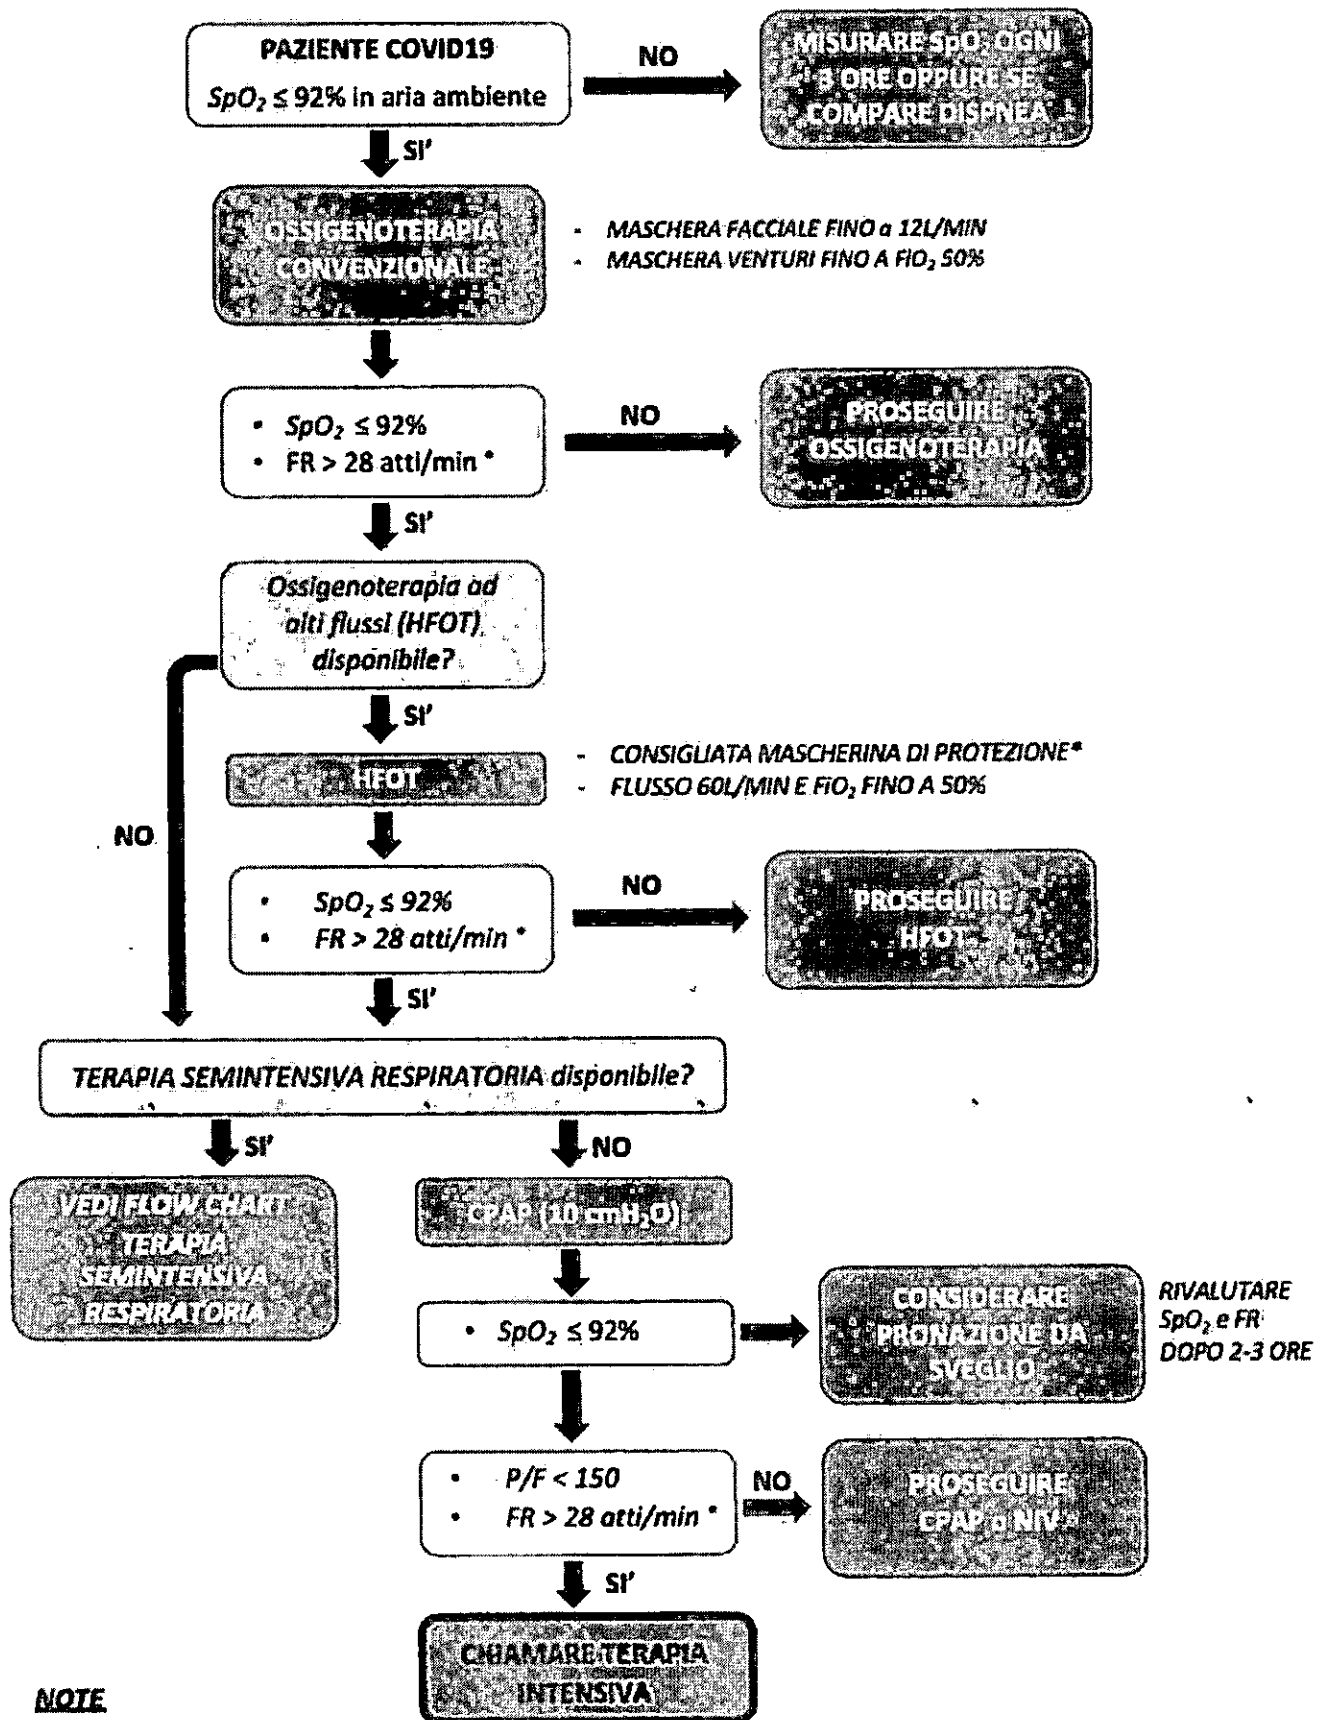 PAZIENTE COVID19
SpO₂ ≤ 92% in aria ambiente
NO
MISURARE SpO₂ OGNI
3 ORE OPPURE SE
COMPARE DISPNEA
SI'
OSSIGENOTERAPIA
CONVENZIONALE
- MASCHERA FACCIALE FINO a 12L/MIN
- MASCHERA VENTURI FINO A FiO₂ 50%
• SpO₂ ≤ 92%
• FR > 28 atti/min *
NO
PROSEGUIRE
OSSIGENOTERAPIA
SI'
Ossigenoterapia ad
alti flussi (HFOT)
disponibile?
SI'
HFOT
- CONSIGLIATA MASCHERINA DI PROTEZIONE*
- FLUSSO 60L/MIN E FiO₂ FINO A 50%
NO
• SpO₂ ≤ 92%
• FR > 28 atti/min *
NO
PROSEGUIRE
HFOT
SI'
TERAPIA SEMINTENSIVA RESPIRATORIA disponibile?
SI'
NO
VEDI FLOW CHART
TERAPIA
SEMINTENSIVA
RESPIRATORIA
CPAP (10 cmH₂O)
• SpO₂ ≤ 92%
CONSIDERARE
PRONAZIONE DA
SVEGLIO
RIVALUTARE
SpO₂ e FR
DOPO 2-3 ORE
• P/F < 150
• FR > 28 atti/min *
NO
PROSEGUIRE
CPAP o NIV
SI'
CHIAMARE TERAPIA
INTENSIVA
NOTE